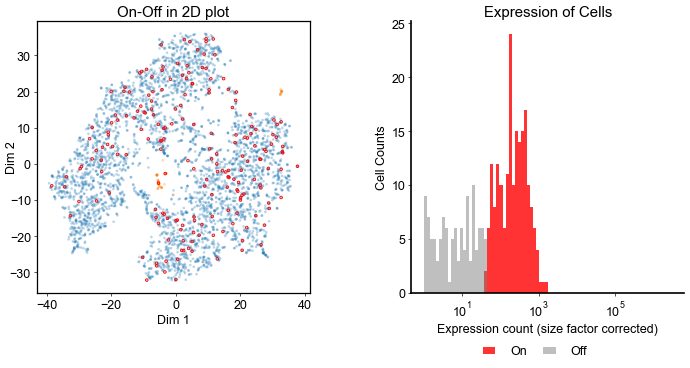 On-Off in 2D plot
30
20
10
0
−10
−20
−30
−40
−20
0
20
40
Dim 2
Dim 1
Expression of Cells
25
20
15
10
5
0
10^1
10^3
10^5
Cell Counts
Expression count (size factor corrected)
On
Off